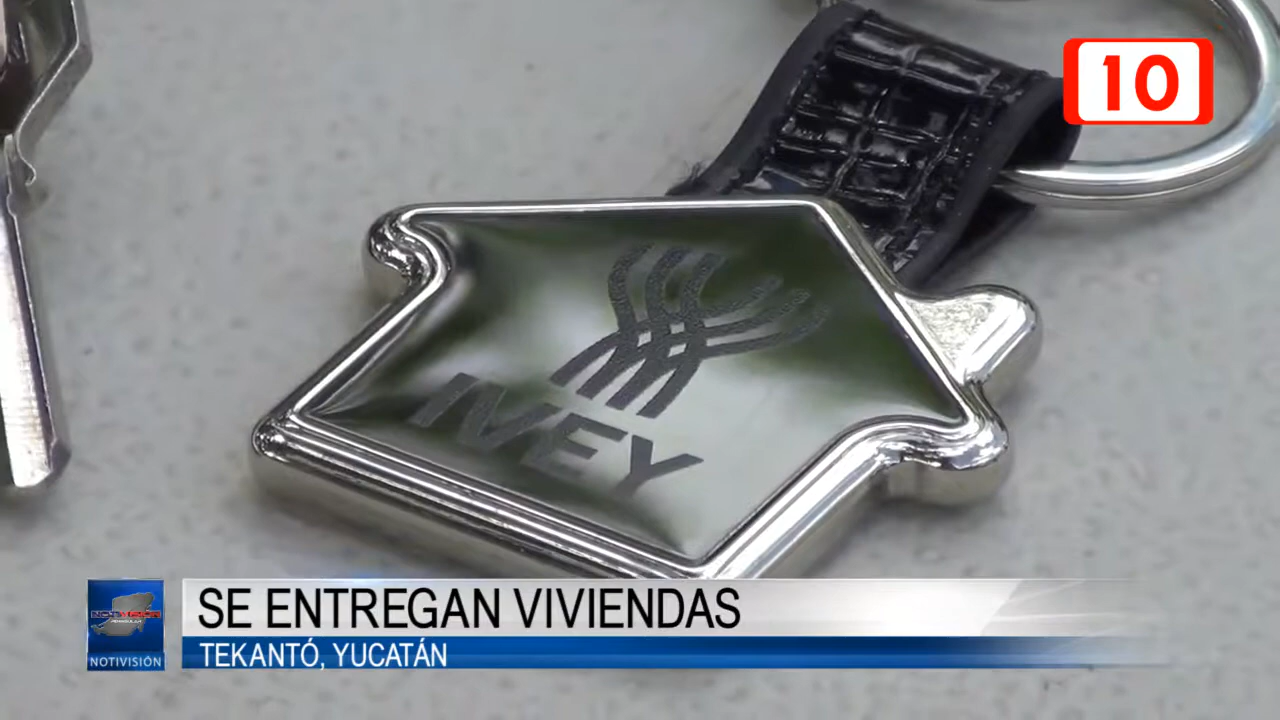 10
IVEY
NOTIVISIÓN
SE ENTREGAN VIVIENDAS
TEKANTÓ, YUCATÁN